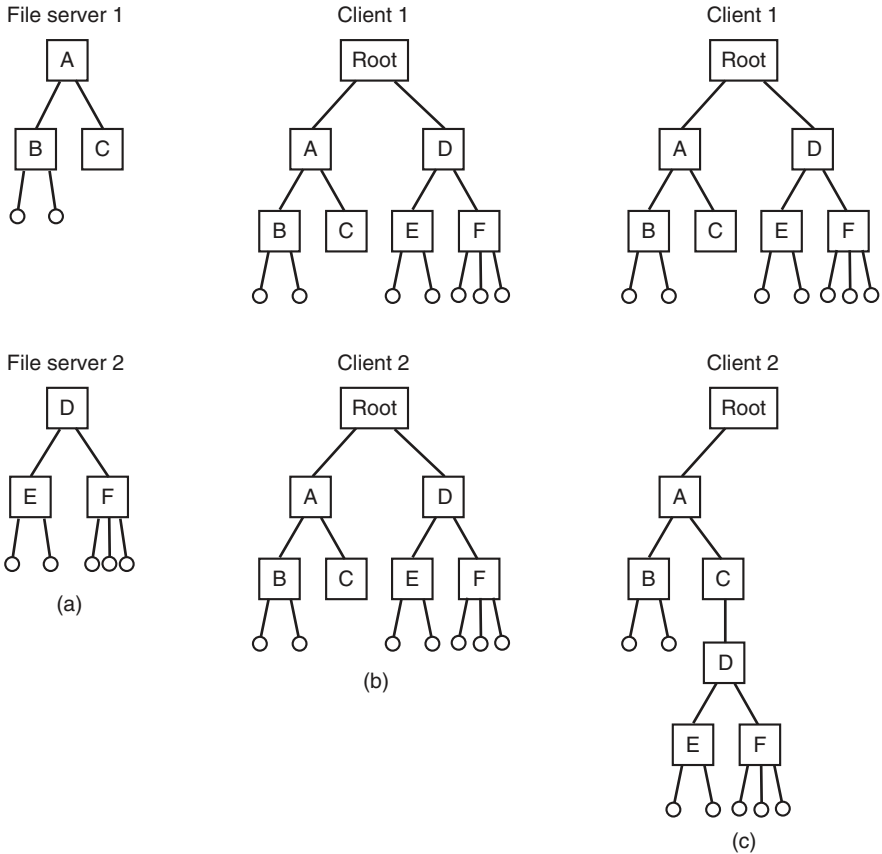 File server 1
Client 1
Client 1
A
Root
Root
B
C
A
D
A
D
B
C
E
F
B
C
E
F
File server 2
Client 2
Client 2
D
Root
Root
E
F
A
D
A
B
C
E
F
B
C
(a)
(b)
D
E
F
(c)